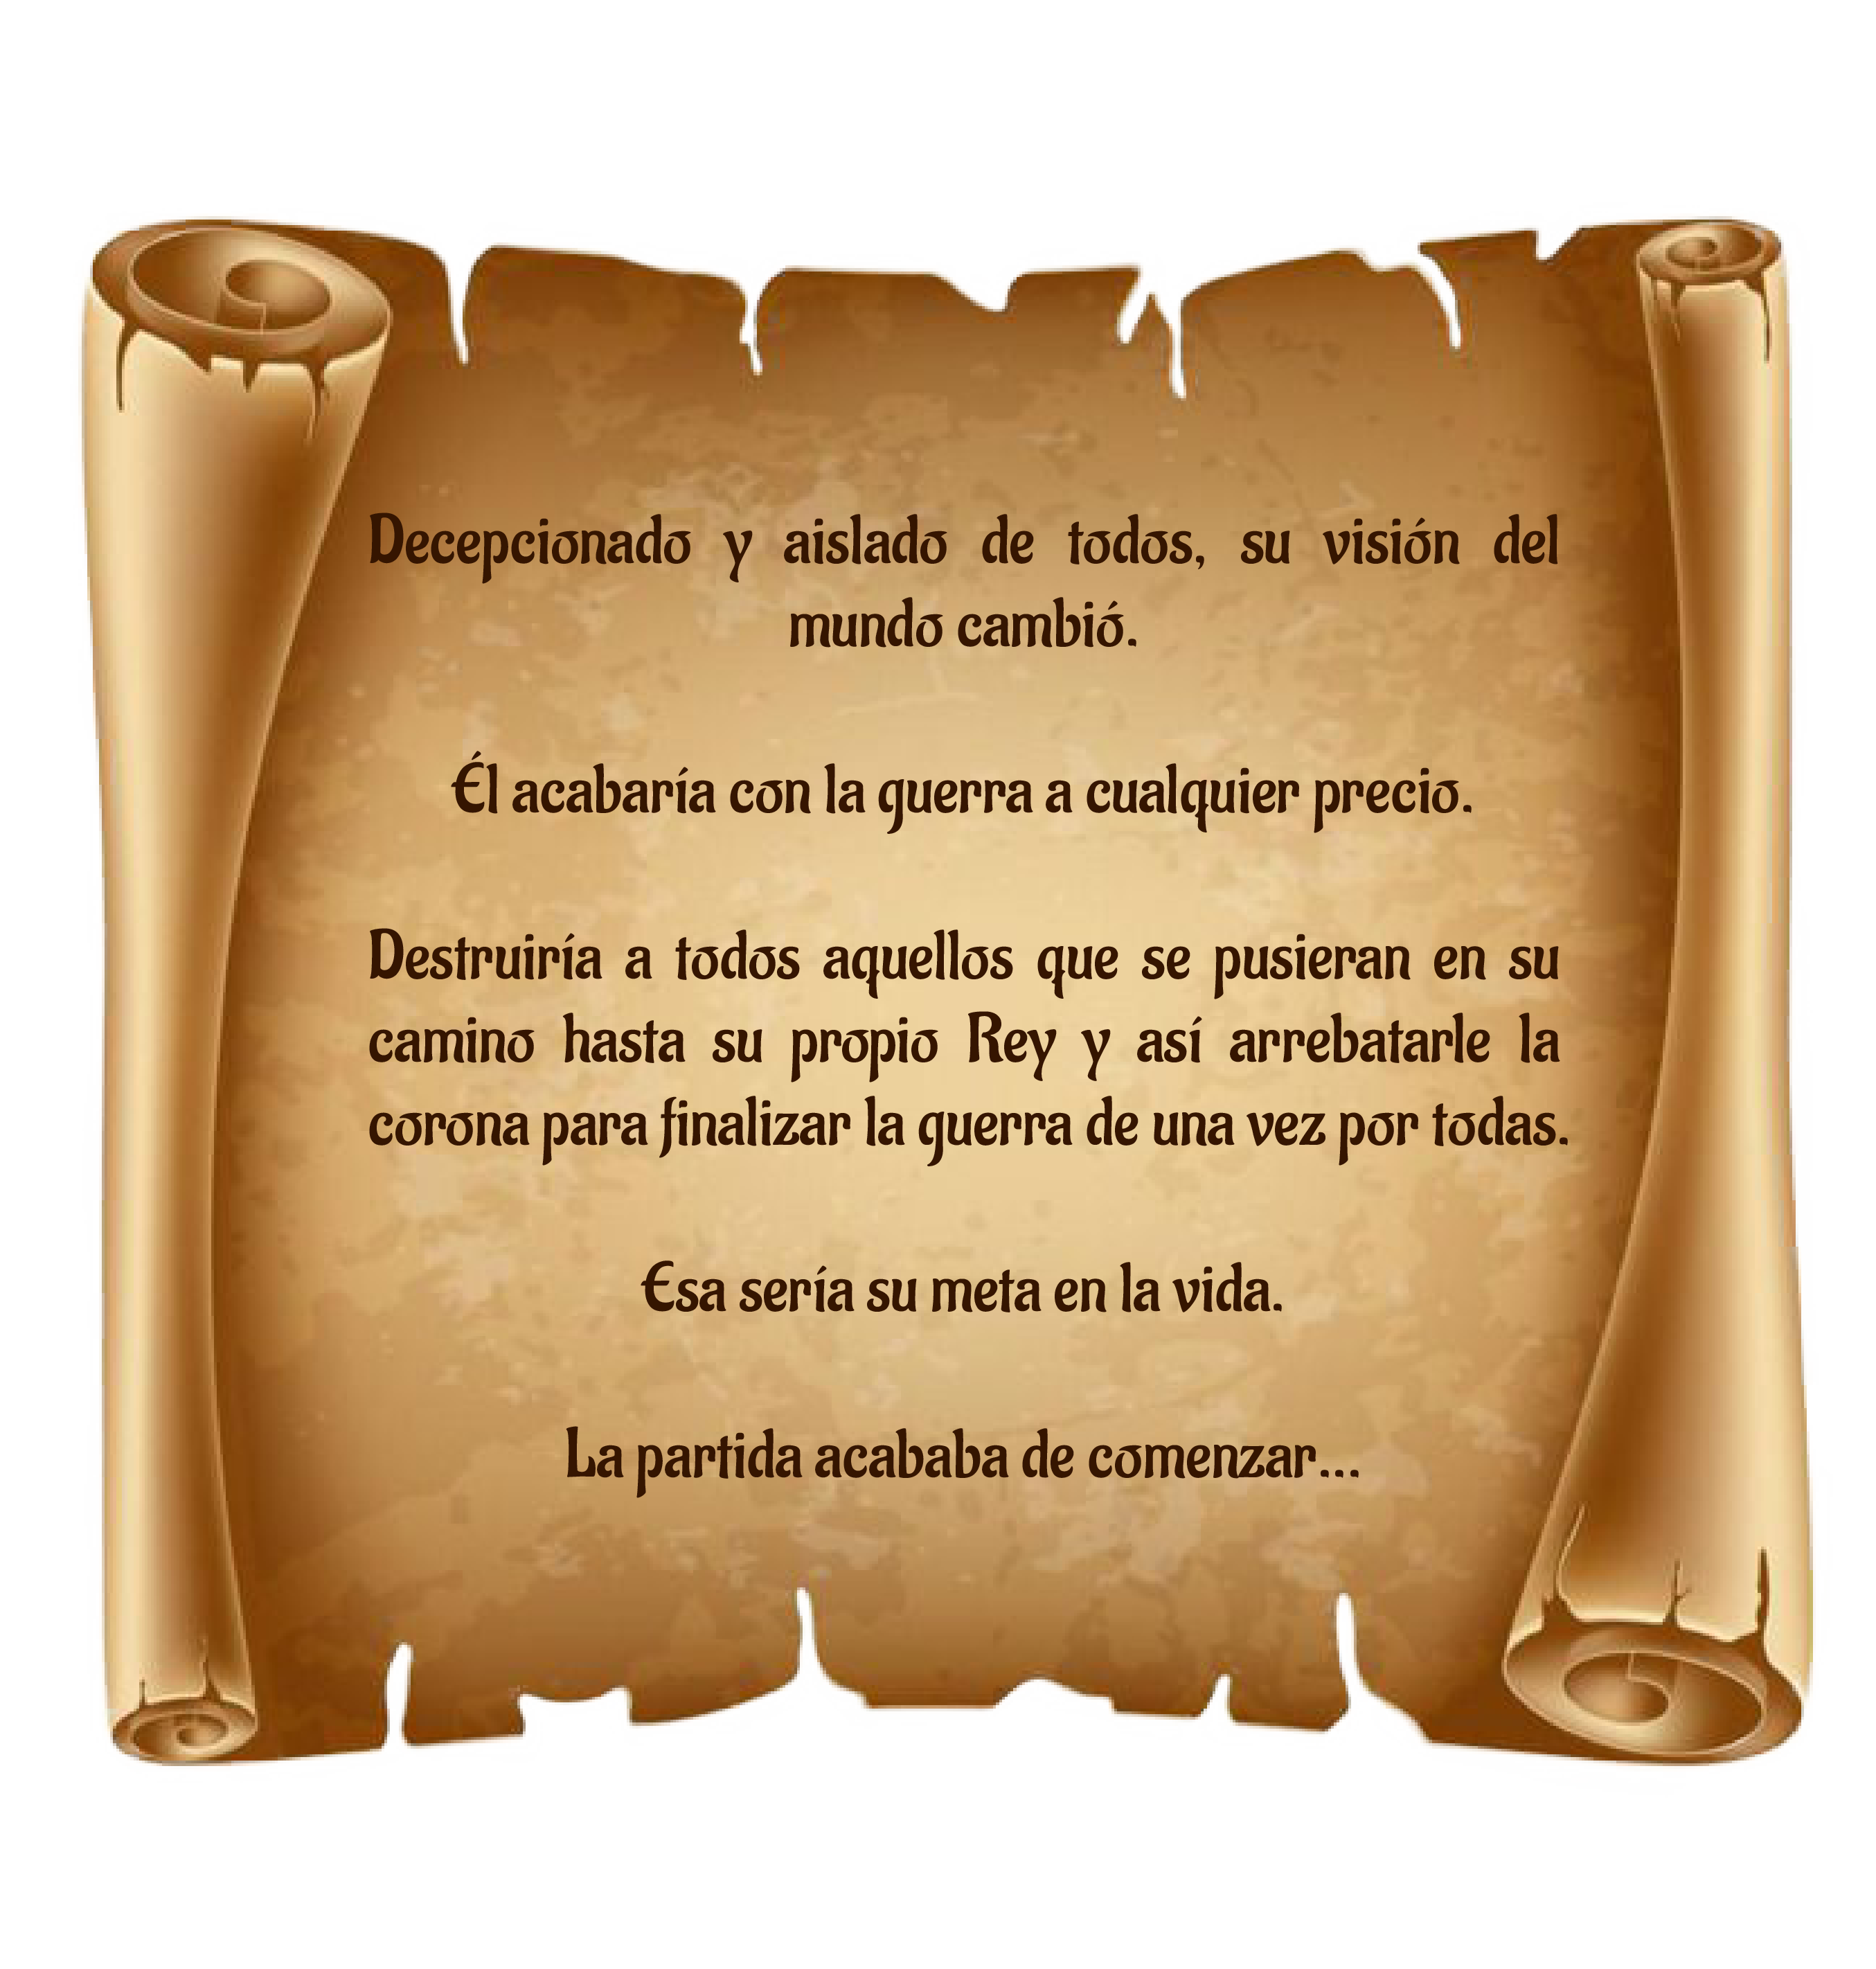 Decepcionado y aislado de todos, su visión del
mundo cambió.
Él acabaría con la guerra a cualquier precio.
Destruiría a todos aquellos que se pusieran en su
camino hasta su propio Rey y así arrebatarle la
corona para finalizar la guerra de una vez por todas.
Esa sería su meta en la vida.
La partida acababa de comenzar...